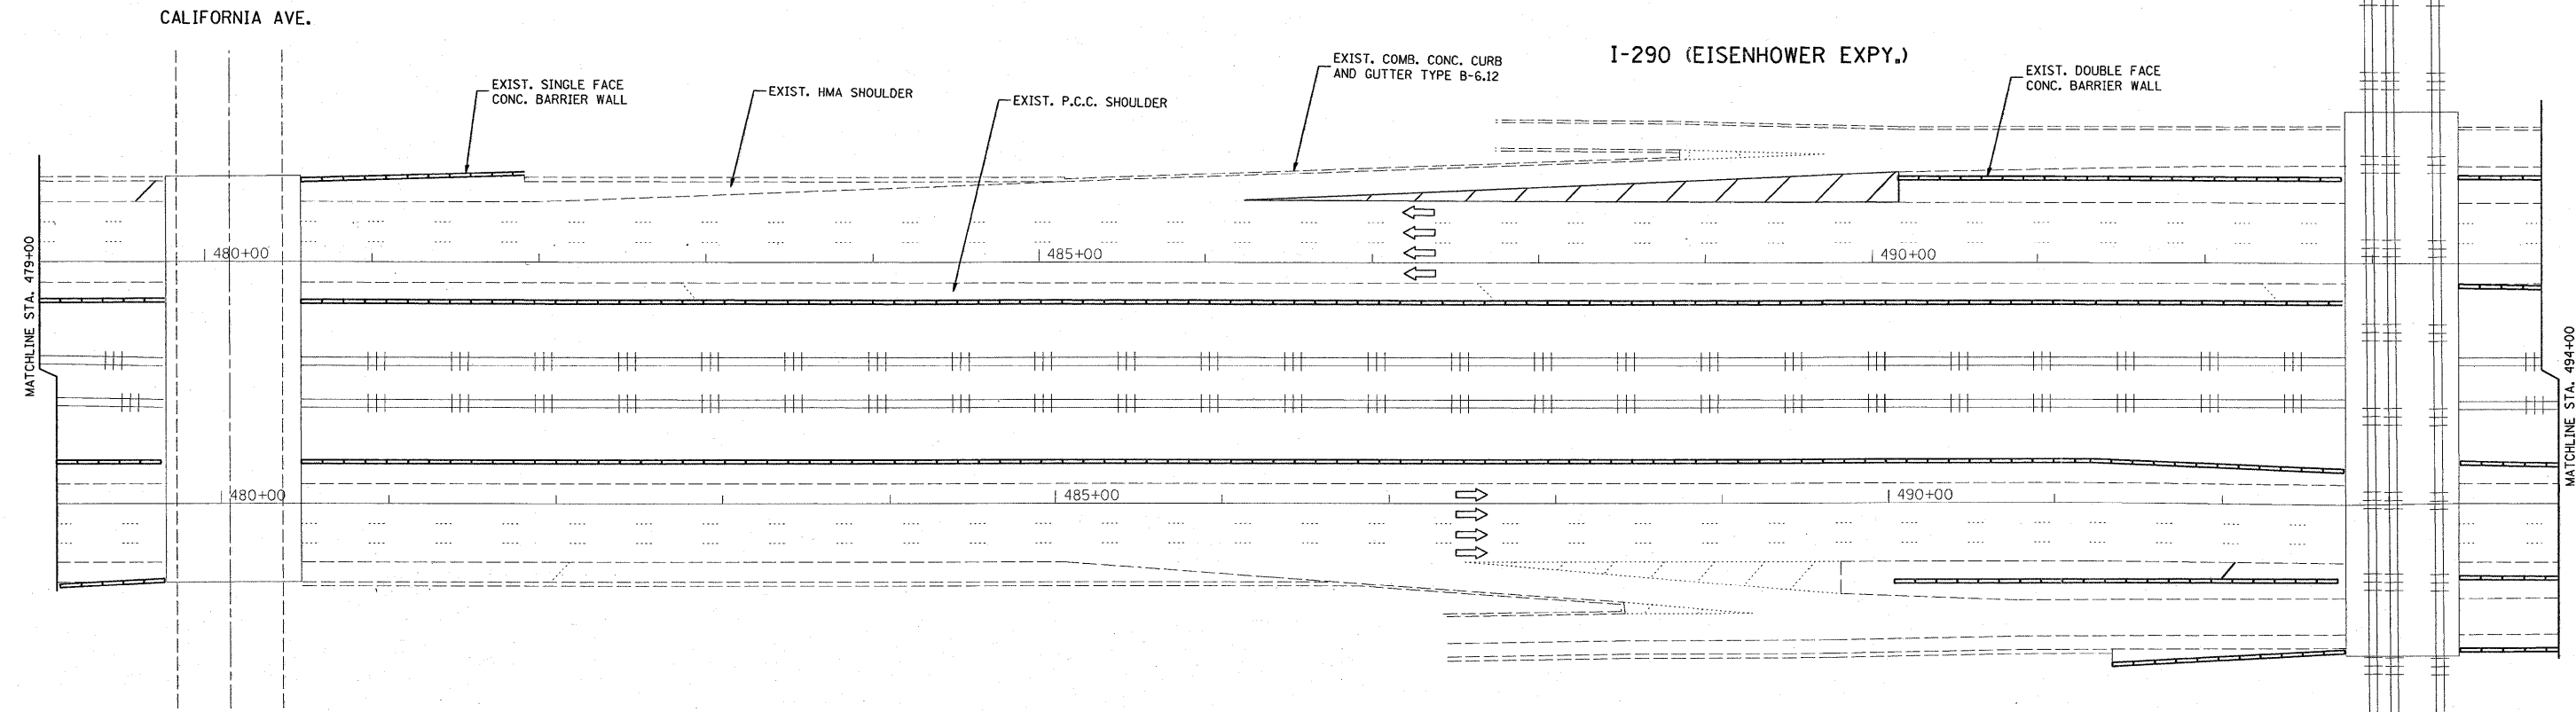 CALIFORNIA AVE.
I-290 (EISENHOWER EXPY.)
EXIST. SINGLE FACE
CONC. BARRIER WALL
EXIST. HMA SHOULDER
EXIST. P.C.C. SHOULDER
EXIST. COMB. CONC. CURB
AND GUTTER TYPE B-6.12
EXIST. DOUBLE FACE
CONC. BARRIER WALL
MATCHLINE STA. 479+00
480+00
485+00
490+00
MATCHLINE STA. 494+00
480+00
485+00
490+00